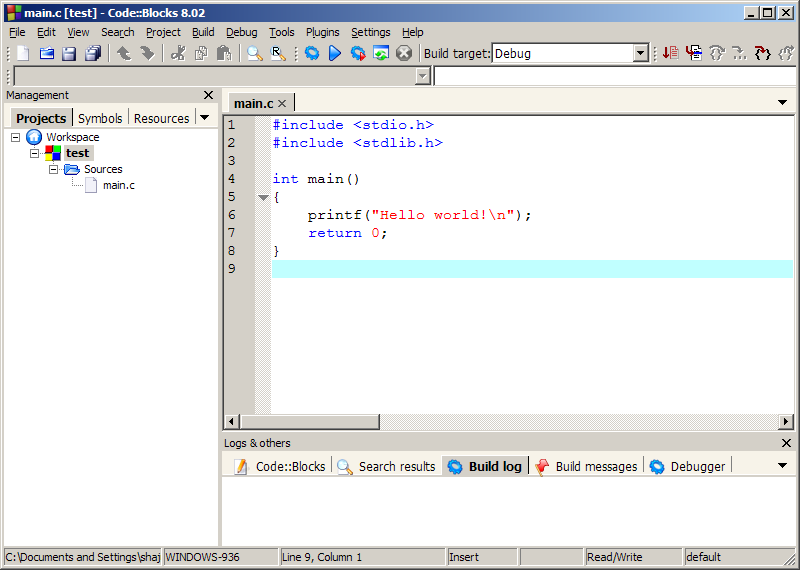 main.c [test] - Code::Blocks 8.02
File Edit View Search Project Build Debug Tools Plugins Settings Help
Build target: Debug
Management
Projects Symbols Resources
Workspace
test
Sources
main.c
main.c
1 #include <stdio.h>
2 #include <stdlib.h>
3
4 int main()
5 {
6 printf("Hello world!\n");
7 return 0;
8 }
9
Logs & others
Code::Blocks Search results Build log Build messages Debugger
C:\Documents and Settings\shaj WINDOWS-936 Line 9, Column 1 Insert Read/Write default